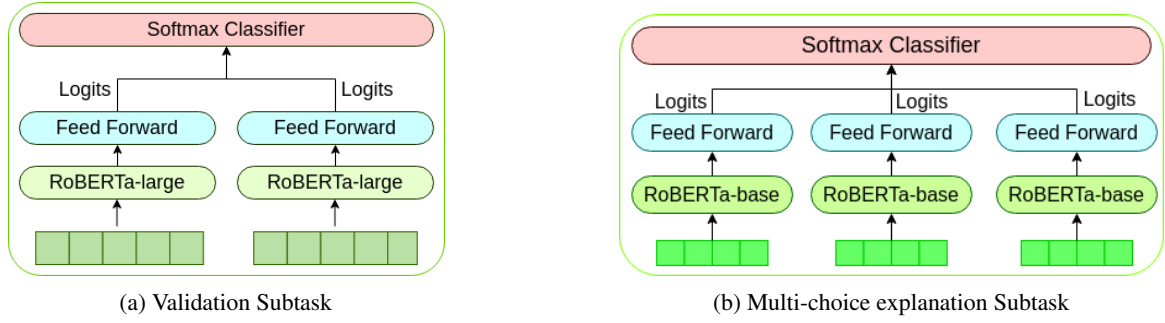 Softmax Classifier
Logits
Logits
Feed Forward
Feed Forward
RoBERTa-large
RoBERTa-large
(a) Validation Subtask
Softmax Classifier
Logits
Logits
Logits
Feed Forward
Feed Forward
Feed Forward
RoBERTa-base
RoBERTa-base
RoBERTa-base
(b) Multi-choice explanation Subtask